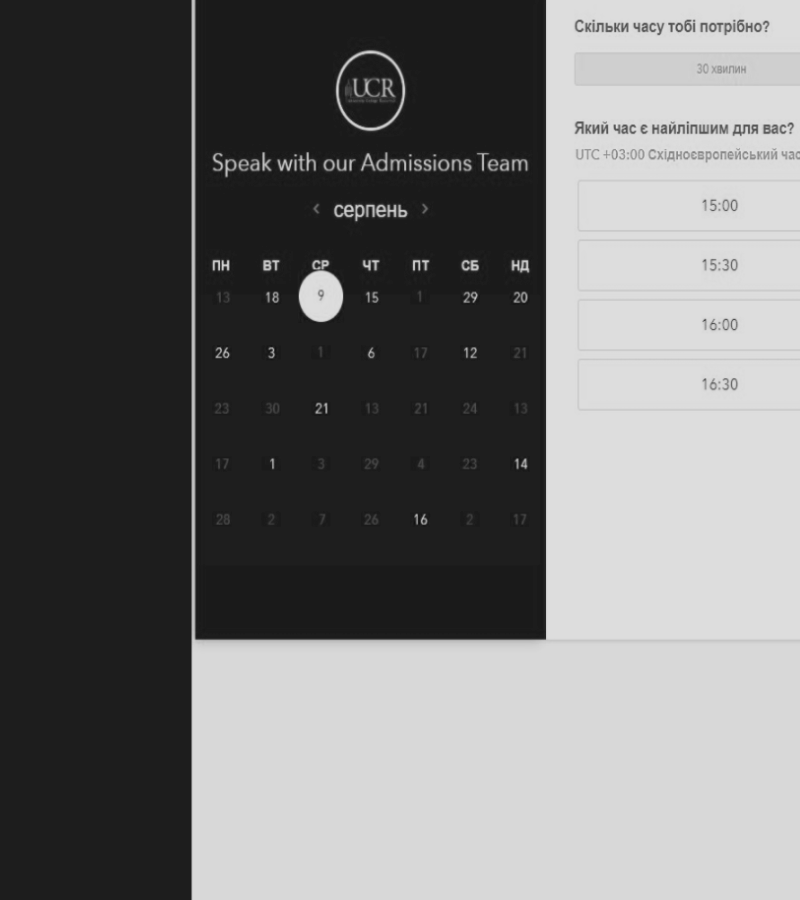 UCR
Speak with our Admissions Team
серпень
ПН ВТ СР ЧТ ПТ СБ НД
13 18 9 15 1 29 20
26 3 1 6 17 12 21
23 30 21 13 21 24 13
17 1 3 29 4 23 14
28 2 7 26 16 2 17
Скільки часу тобі потрібно?
30 хвилин
Який час є найліпшим для вас?
UTC +03:00 Східноєвропейський час
15:00
15:30
16:00
16:30